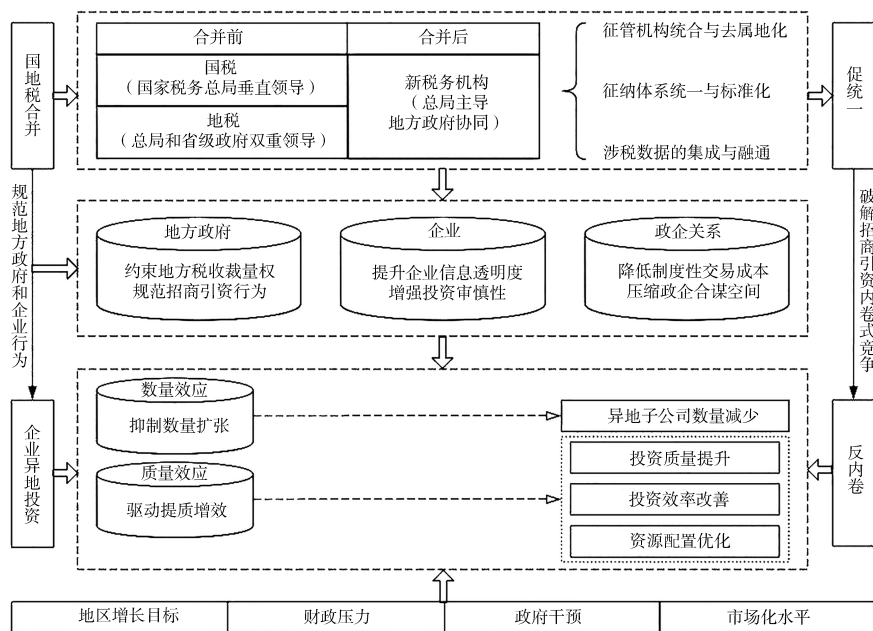 国地税合并
合并前
合并后
国税
（国家税务总局垂直领导）
地税
（总局和省级政府双重领导）
新税务机构
（总局主导
地方政府协同）
征管机构统合与去属地化
征纳体系统一与标准化
涉税数据的集成与融通
促统一
规范地方政府和企业行为
地方政府
约束地方税收裁量权
规范招商引资行为
企业
提升企业信息透明度
增强投资审慎性
政企关系
降低制度性交易成本
压缩政企合谋空间
破解招商引资内卷式竞争
企业异地投资
数量效应
抑制数量扩张
质量效应
驱动提质增效
异地子公司数量减少
投资质量提升
投资效率改善
资源配置优化
反内卷
地区增长目标
财政压力
政府干预
市场化水平